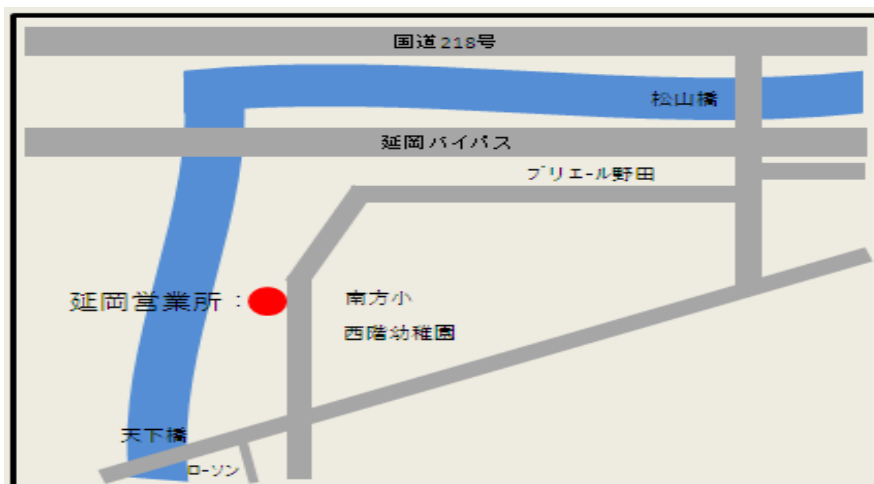 国道218号
松山橋
延岡バイパス
ブリエール野田
延岡営業所：
南方小
西階幼稚園
天下橋
ローソン